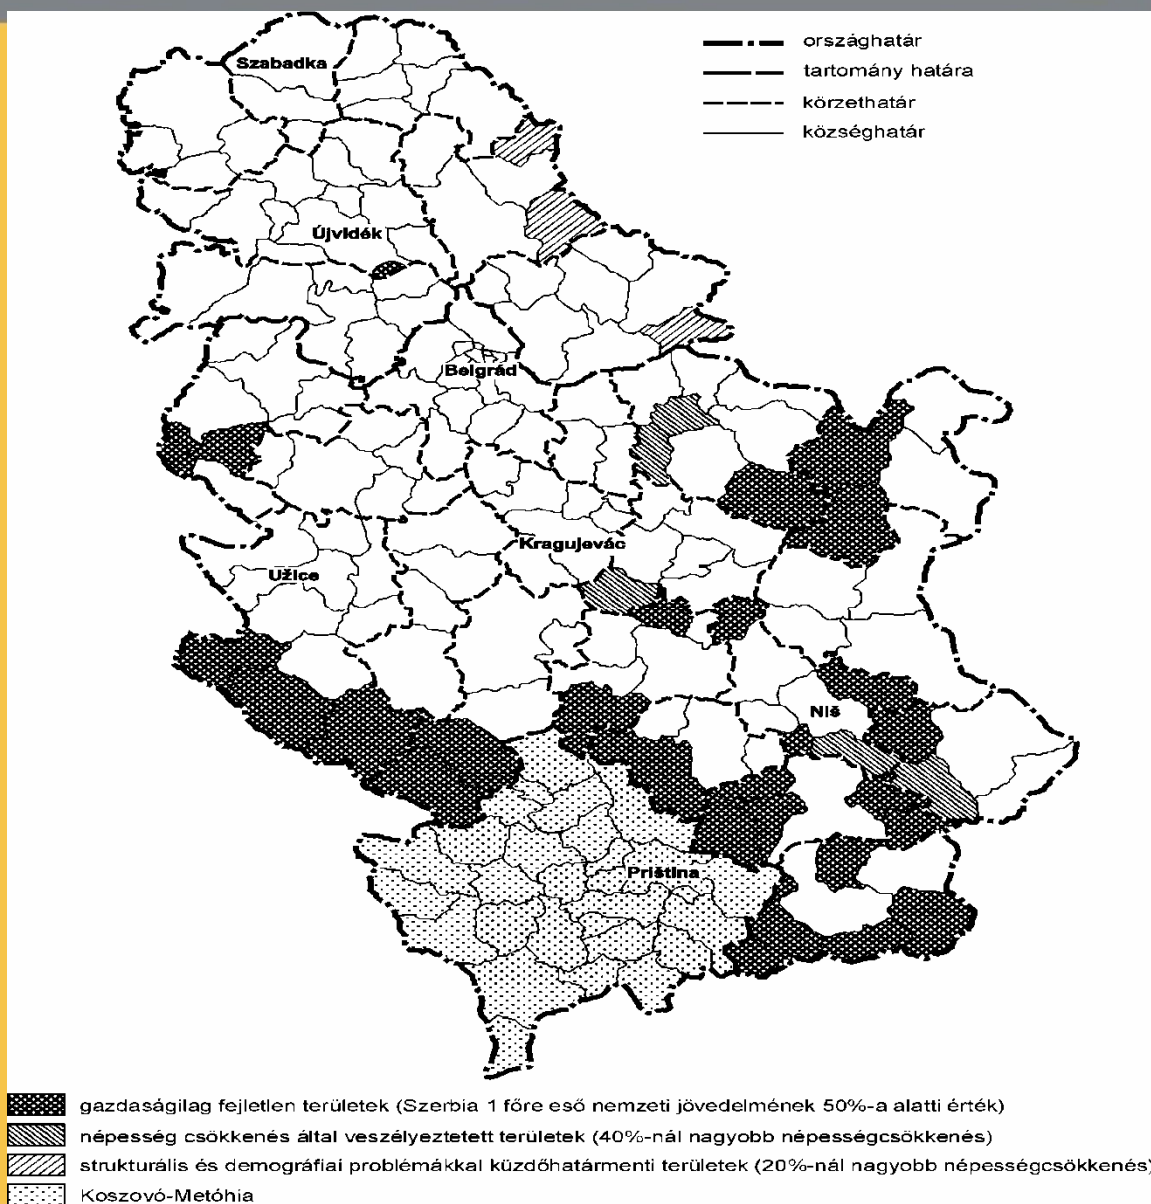 országhatár
tartomány határa
körzethatár
községhatár
Szabadka
Újvidék
Belgrád
Kragujevác
Užice
Niš
Priština
gazdaságilag fejletlen területek (Szerbia 1 főre eső nemzeti jövedelmének 50%-a alatti érték)
népesség csökkenés által veszélyeztetett területek (40%-nál nagyobb népességcsökkenés)
strukturális és demográfiai problémákkal küzdőhatármenti területek (20%-nál nagyobb népességcsökkenés)
Koszovó-Metóhia